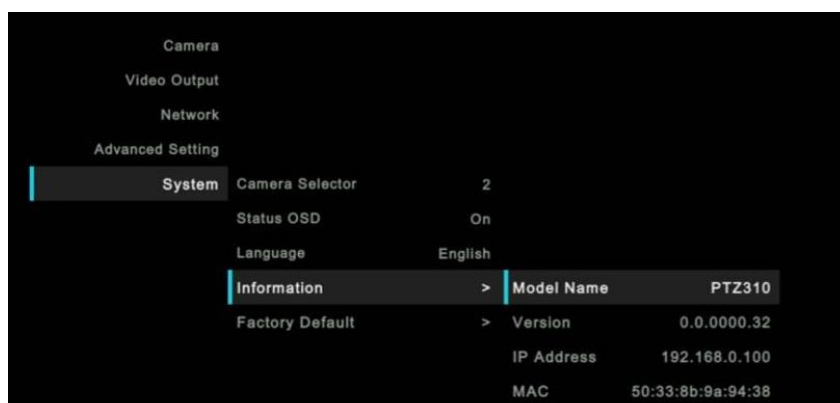 Camera
Video Output
Network
Advanced Setting
System Camera Selector 2
Status OSD On
Language English
Information > Model Name PTZ310
Factory Default > Version 0.0.0000.32
IP Address 192.168.0.100
MAC 50:33:8b:9a:94:38